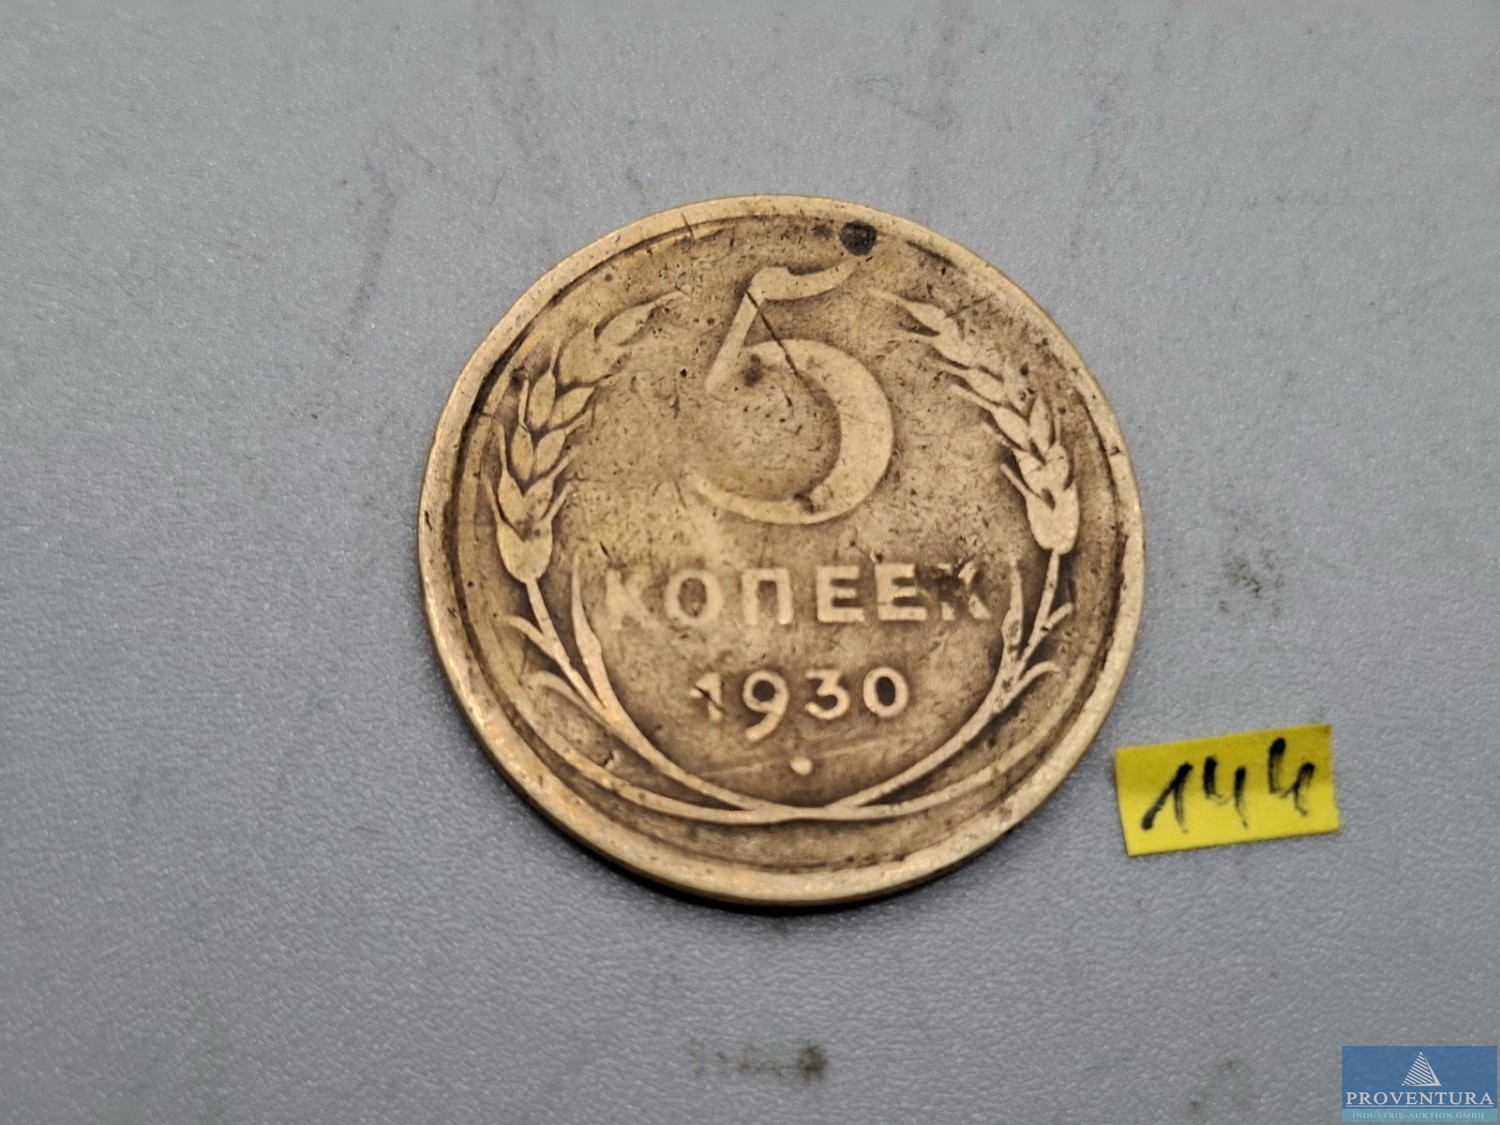 5
КОПЕЕК
1930
144
PROVENTURA
INDUSTRIE-AUKTION GMBH